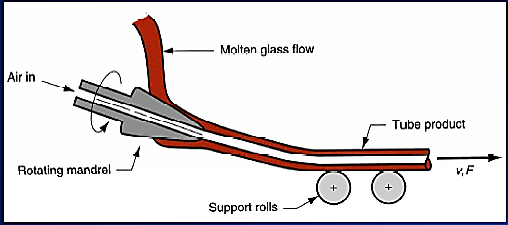 Molten glass flow
Air in
Tube product
Rotating mandrel
v, F
Support rolls
+
+